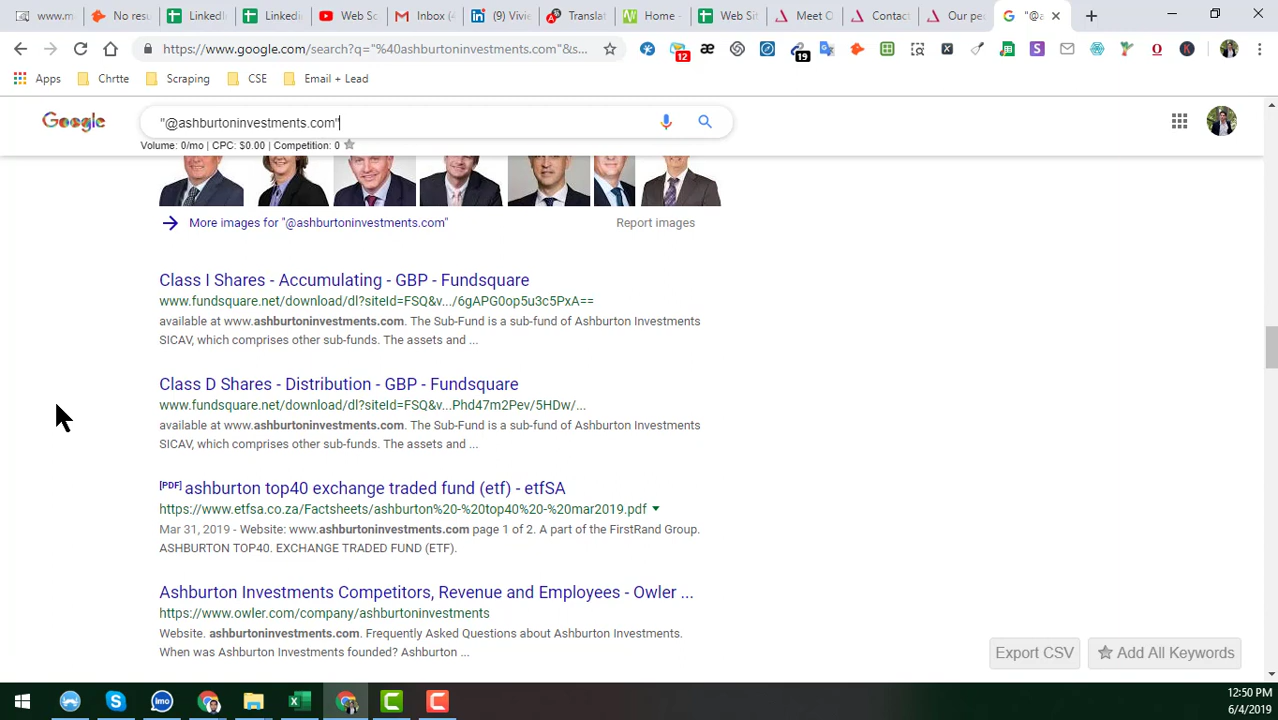 www.m
No resu
LinkedI
Linkedi
Web Sc
Inbox (4
(9) Vivie
Translat
Home -
Web Sit
Meet O
Contac
Our pe
"@a
https://www.google.com/search?q="%40ashburtoninvestments.com"&s...
12
19
Apps
Chrtte
Scraping
CSE
Email + Lead
Google
"@ashburtoninvestments.com"
Volume: 0/mo | CPC: $0.00 | Competition: 0
More images for "@ashburtoninvestments.com"
Report images
Class I Shares - Accumulating - GBP - Fundsquare
www.fundsquare.net/download/dl?siteId=FSQ&v.../6gAPG0op5u3c5PxA==
available at www.ashburtoninvestments.com. The Sub-Fund is a sub-fund of Ashburton Investments
SICAV, which comprises other sub-funds. The assets and ...
Class D Shares - Distribution - GBP - Fundsquare
www.fundsquare.net/download/dl?siteId=FSQ&v...Phd47m2Pev/5HDw/...
available at www.ashburtoninvestments.com. The Sub-Fund is a sub-fund of Ashburton Investments
SICAV, which comprises other sub-funds. The assets and ...
[PDF] ashburton top40 exchange traded fund (etf) - etfSA
https://www.etfsa.co.za/Factsheets/ashburton%20-%20top40%20-%20mar2019.pdf
Mar 31, 2019 - Website: www.ashburtoninvestments.com page 1 of 2. A part of the FirstRand Group.
ASHBURTON TOP40. EXCHANGE TRADED FUND (ETF).
Ashburton Investments Competitors, Revenue and Employees - Owler ...
https://www.owler.com/company/ashburtoninvestments
Website. ashburtoninvestments.com. Frequently Asked Questions about Ashburton Investments.
When was Ashburton Investments founded? Ashburton ...
Export CSV
Add All Keywords
12:50 PM
6/4/2019